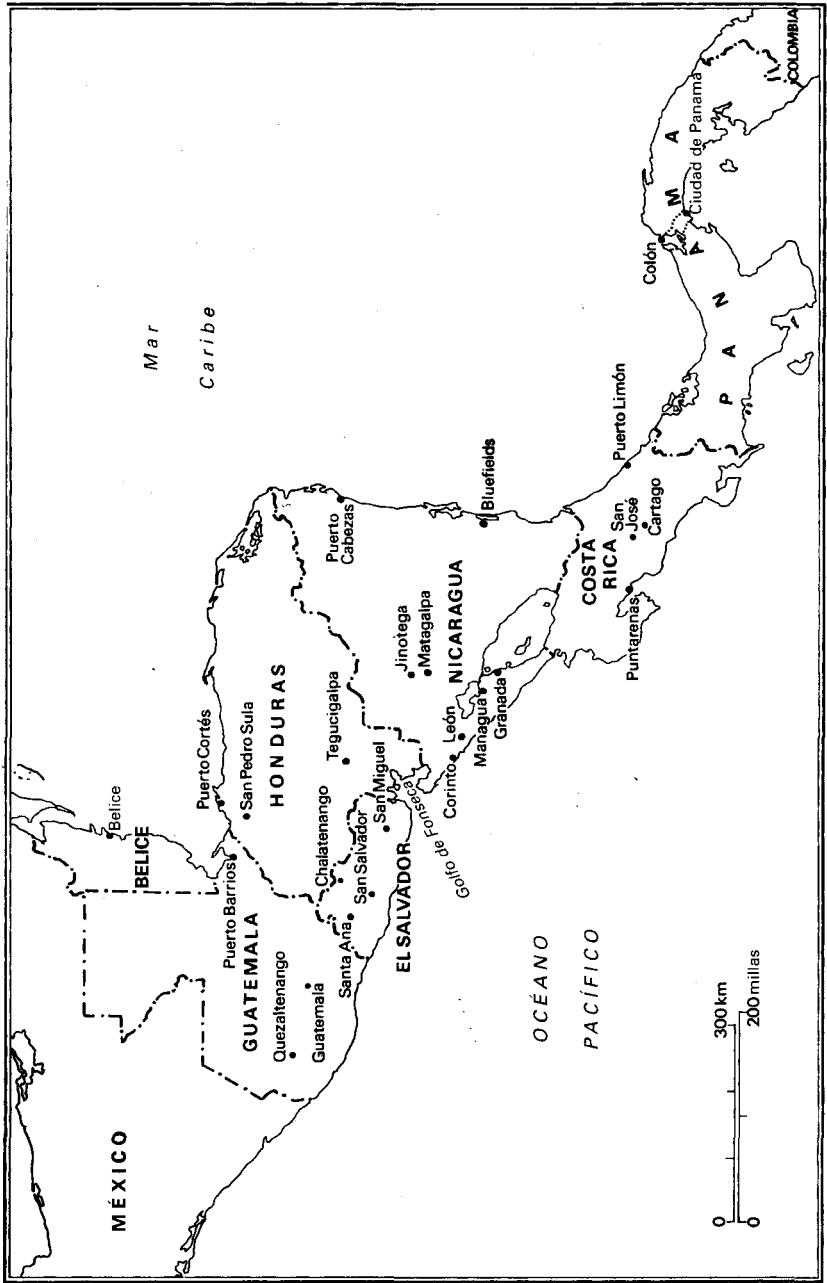 MÉXICO
GUATEMALA
Quezaltenango
Guatemala
Puerto Barrios
BELICE
Belice
Puerto Cortés
San Pedro Sula
HONDURAS
Tegucigalpa
Chalatenango
San Salvador
Santa Ana
San Miguel
EL SALVADOR
Golfo de Fonseca
Mar
Caribe
Puerto
Cabezas
Jinotega
Matagalpa
NICARAGUA
Bluefields
León
Corinto
Managua
Granada
COSTA
RICA
San
José
Cartago
Puntarenas
Puerto Limón
PANAMA
Colón
Ciudad de Panamá
COLOMBIA
OCÉANO
PACÍFICO
0 300 km
0 200 millas